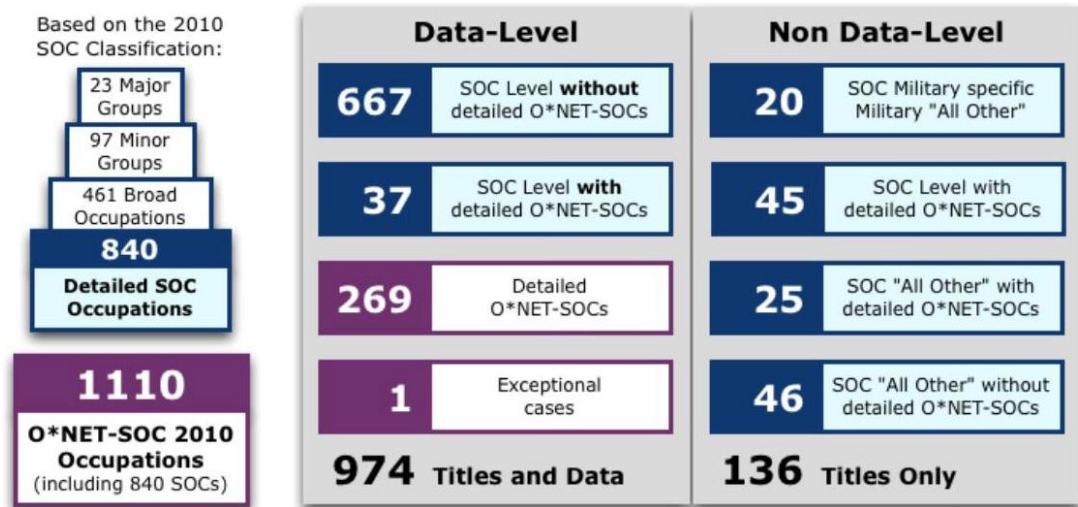 Based on the 2010
SOC Classification:
23 Major
Groups
97 Minor
Groups
461 Broad
Occupations
840
Detailed SOC
Occupations
1110
O*NET-SOC 2010
Occupations
(including 840 SOCs)
Data-Level
667
SOC Level without
detailed O*NET-SOCs
37
SOC Level with
detailed O*NET-SOCs
269
Detailed
O*NET-SOCs
1
Exceptional
cases
974 Titles and Data
Non Data-Level
20
SOC Military specific
Military "All Other"
45
SOC Level with
detailed O*NET-SOCs
25
SOC "All Other" with
detailed O*NET-SOCs
46
SOC "All Other" without
detailed O*NET-SOCs
136 Titles Only